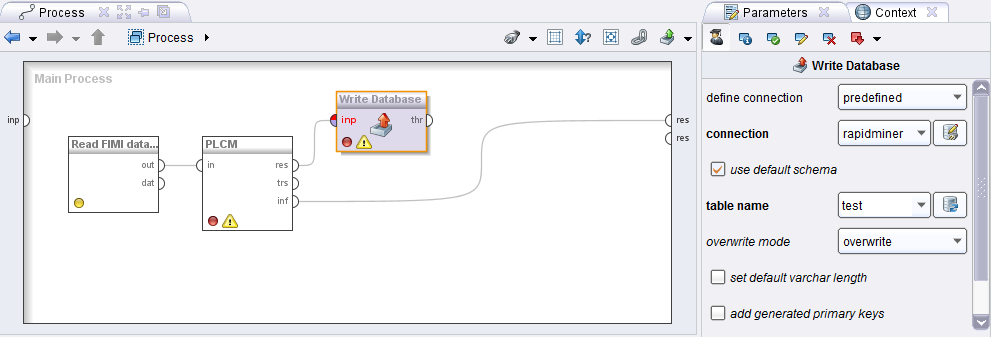 Process
Parameters
Context
Process
Write Database
Main Process
inp
Read FIMI data...
out
dat
PLCM
in
res
trs
inf
Write Database
inp
thr
res
res
define connection
predefined
connection
rapidminer
use default schema
table name
test
overwrite mode
overwrite
set default varchar length
add generated primary keys